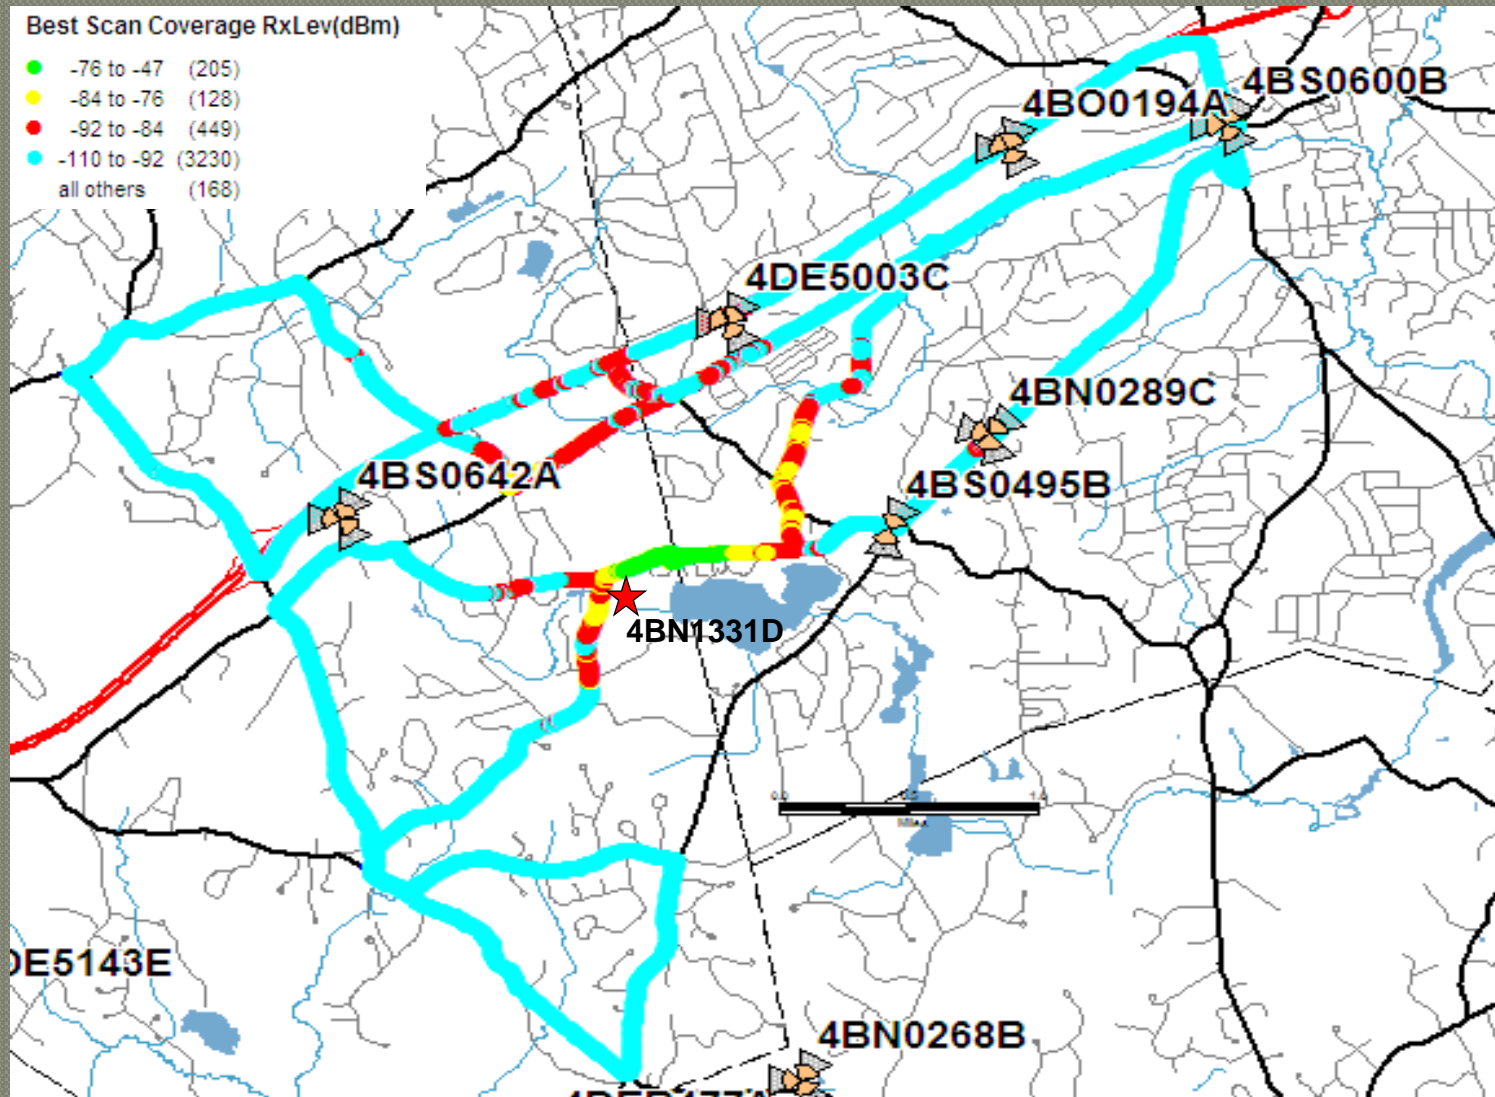 Best Scan Coverage RxLev(dBm)
-76 to -47 (205)
-84 to -76 (128)
-92 to -84 (449)
-110 to -92 (3230)
all others (168)
4BS0600B
4BO0194A
4DE5003C
4BN0289C
4BS0642A
4BS0495B
4BN1331D
DE5143E
4BN0268B